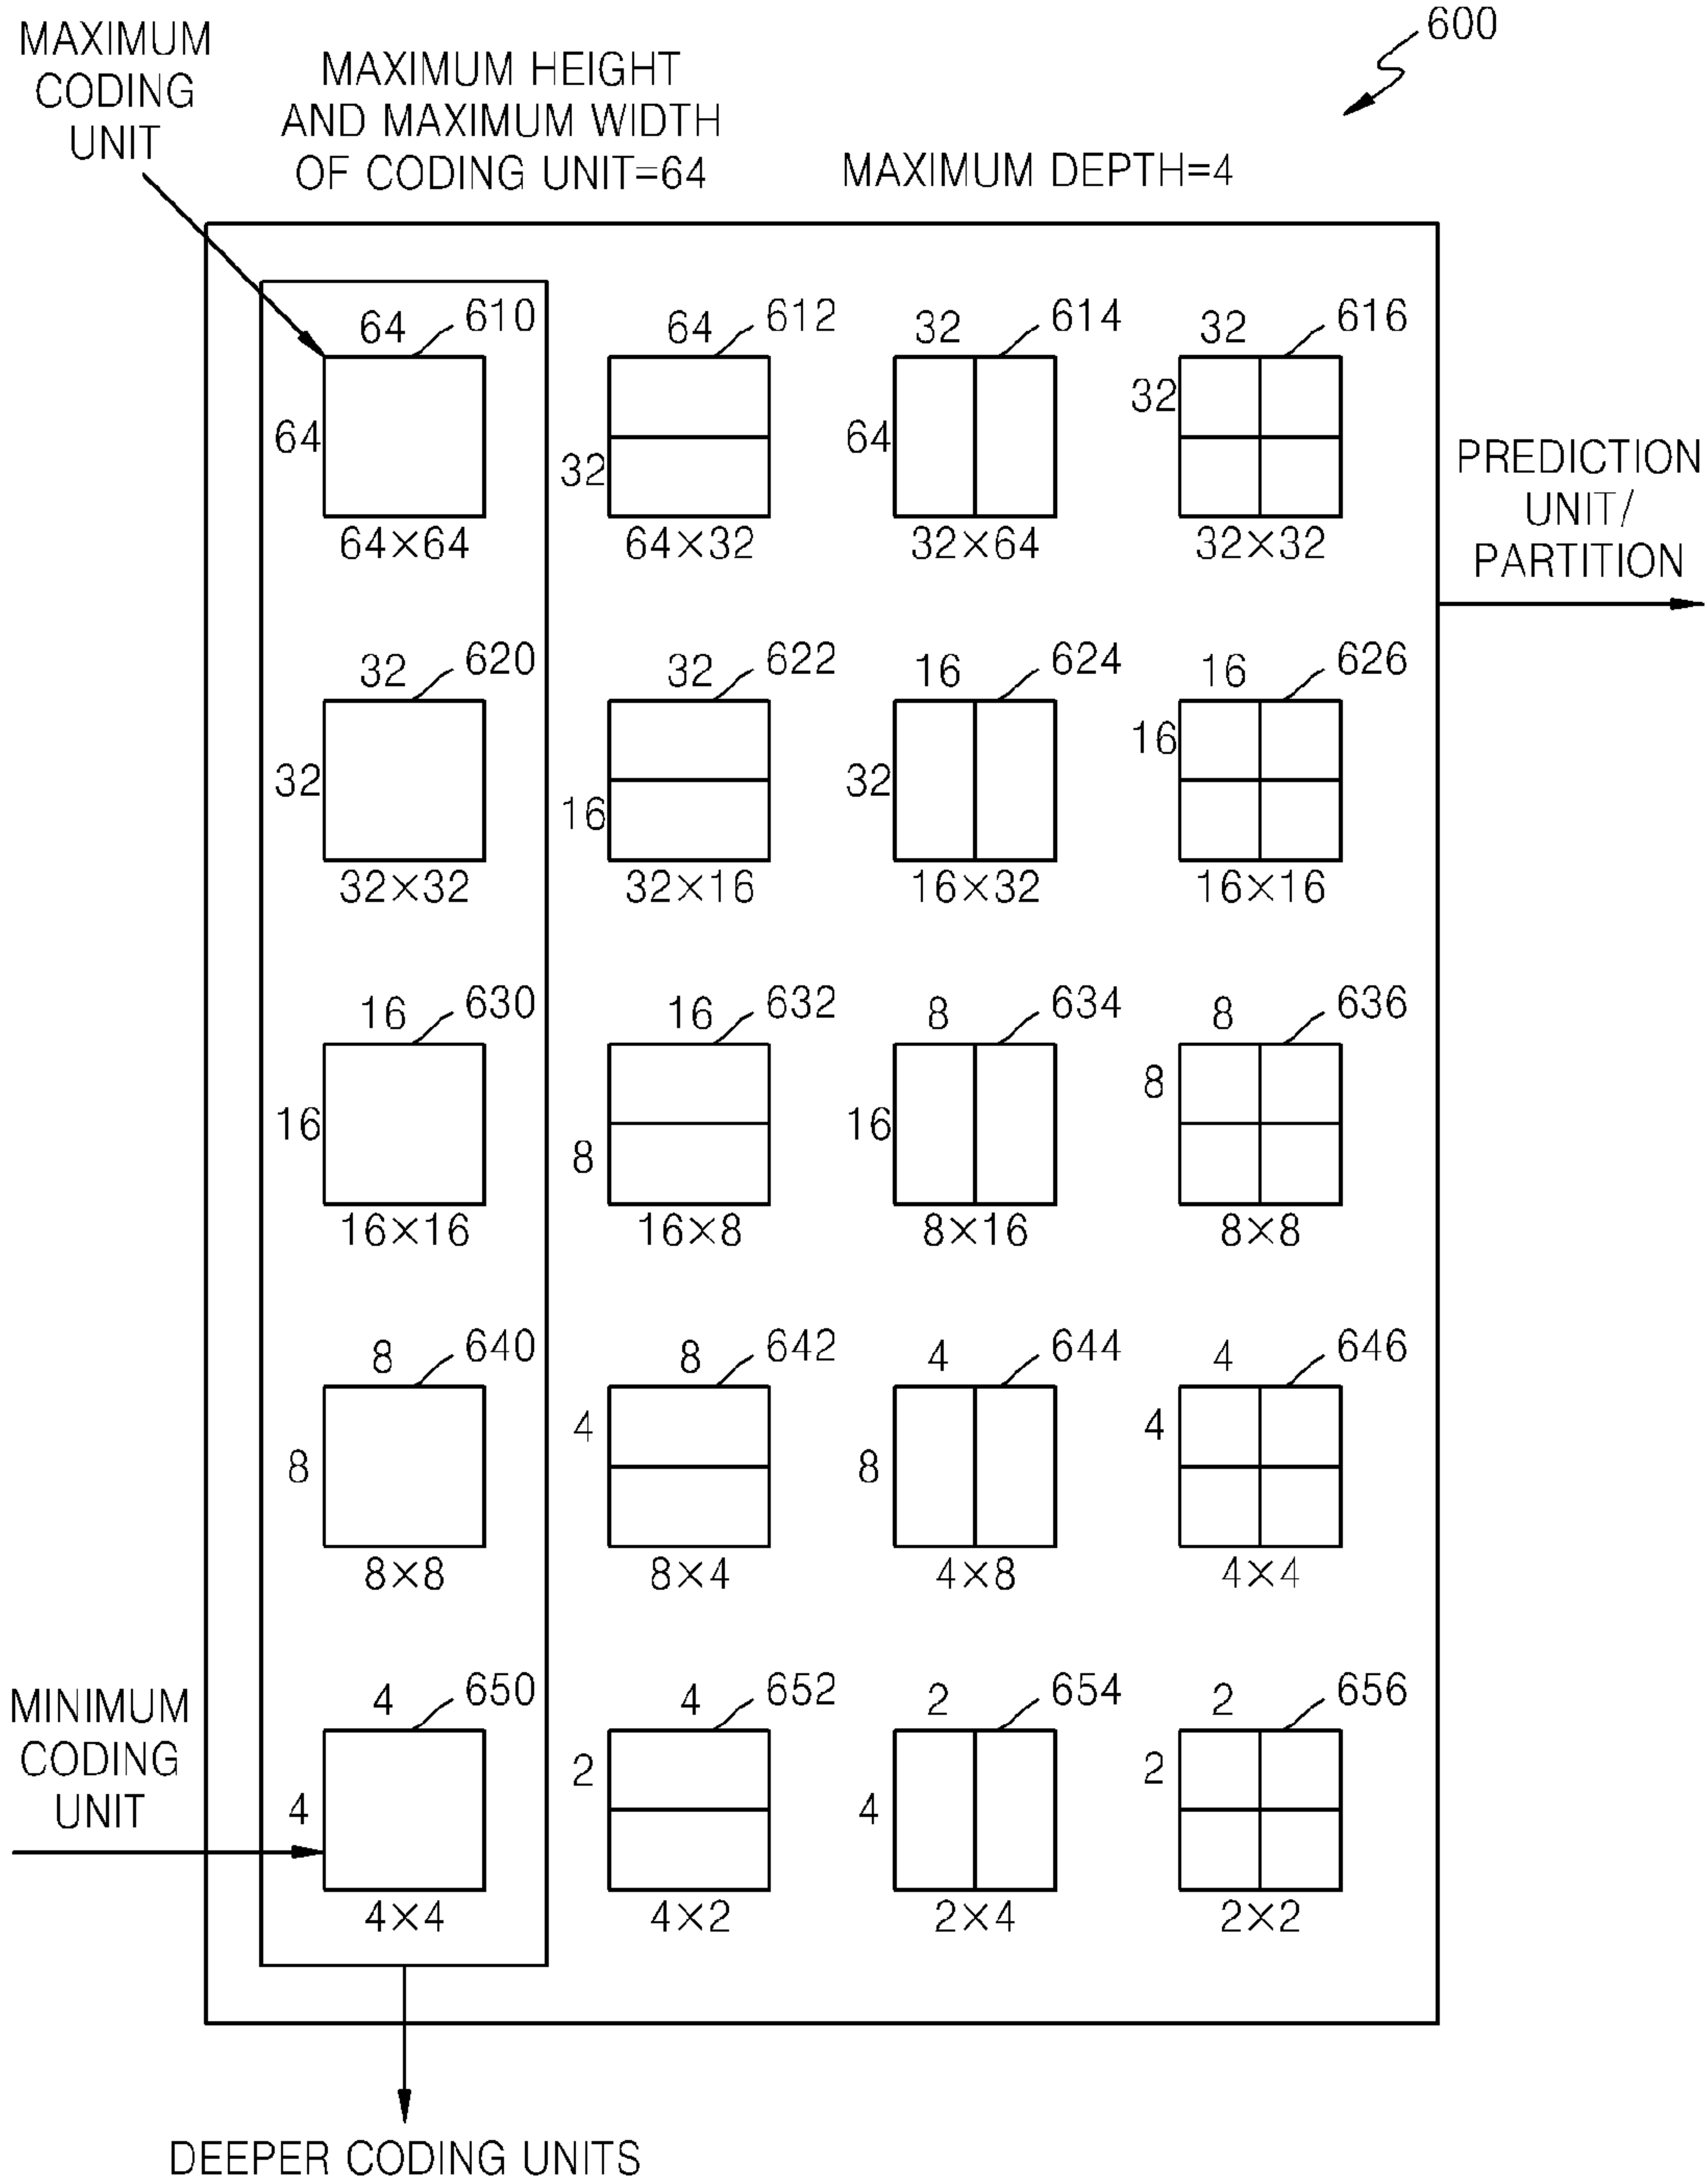 600
MAXIMUM
CODING
UNIT
MAXIMUM HEIGHT
AND MAXIMUM WIDTH
OF CODING UNIT=64
MAXIMUM DEPTH=4
64 610 64 612 32 614 32 616
64 32 64 32
64×64 64×32 32×64 32×32
PREDICTION
UNIT/
PARTITION
32 620 32 622 16 624 16 626
32 16 32 16
32×32 32×16 16×32 16×16
16 630 16 632 8 634 8 636
16 8 16 8
16×16 16×8 8×16 8×8
8 640 8 642 4 644 4 646
8 4 8 4
8×8 8×4 4×8 4×4
MINIMUM
CODING
UNIT
4 650 4 652 2 654 2 656
4 2 4 2
4×4 4×2 2×4 2×2
DEEPER CODING UNITS